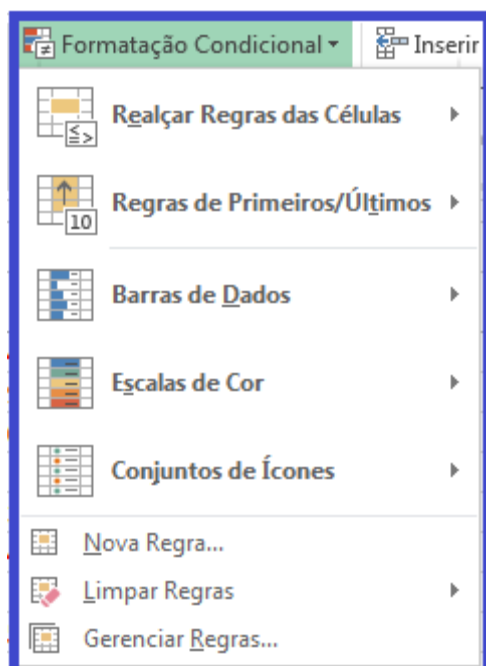 Formatação Condicional Inserir
Realçar Regras das Células
10
Regras de Primeiros/Últimos
Barras de Dados
Escalas de Cor
Conjuntos de Ícones
Nova Regra...
Limpar Regras
Gerenciar Regras...